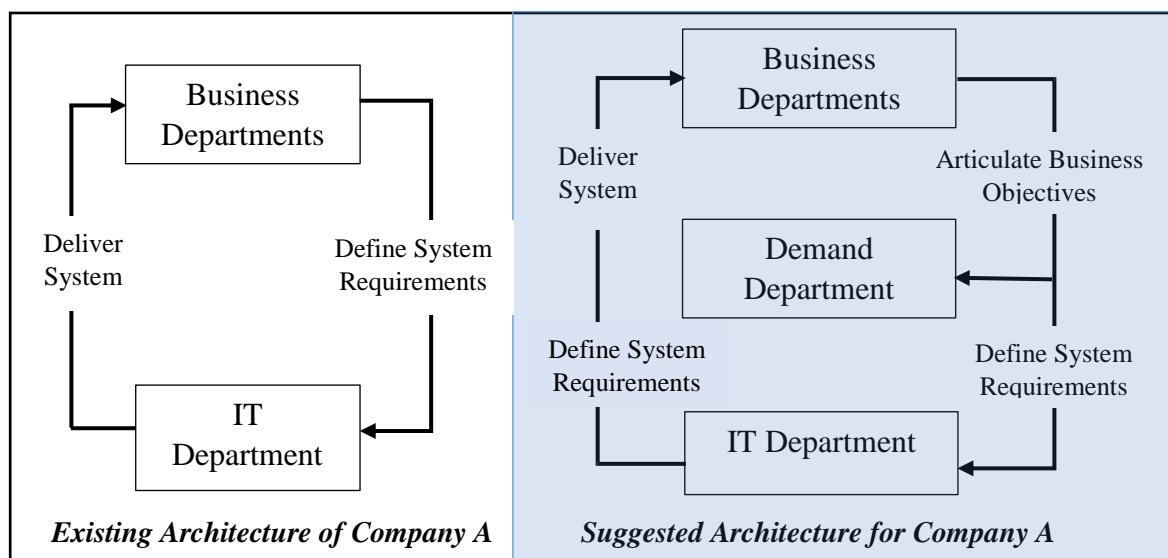 Business
Departments
Deliver
System
Define System
Requirements
IT
Department
Existing Architecture of Company A
Business
Departments
Deliver
System
Articulate Business
Objectives
Demand
Department
Define System
Requirements
Define System
Requirements
IT Department
Suggested Architecture for Company A